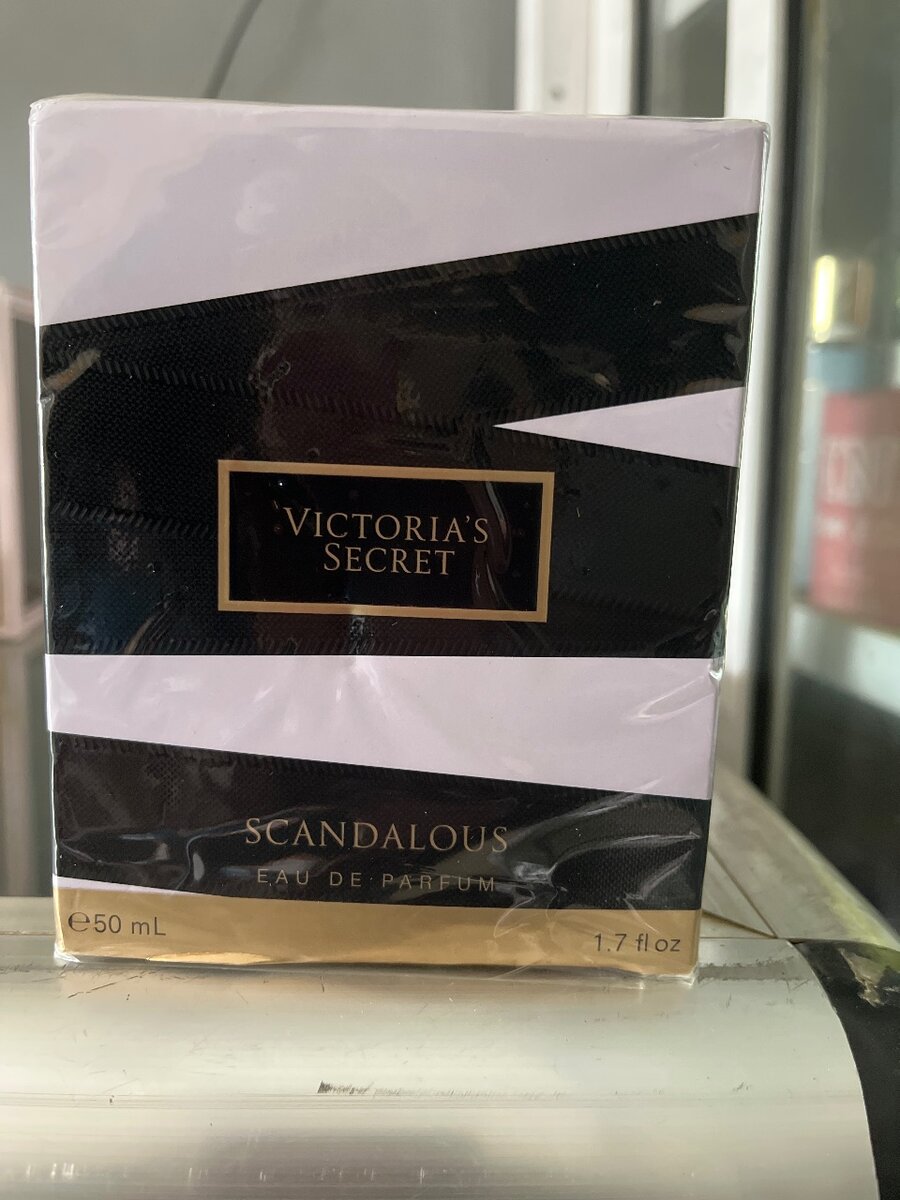 VICTORIA'S
SECRET
SCANDALOUS
EAU DE PARFUM
℮50 mL
1.7 fl oz